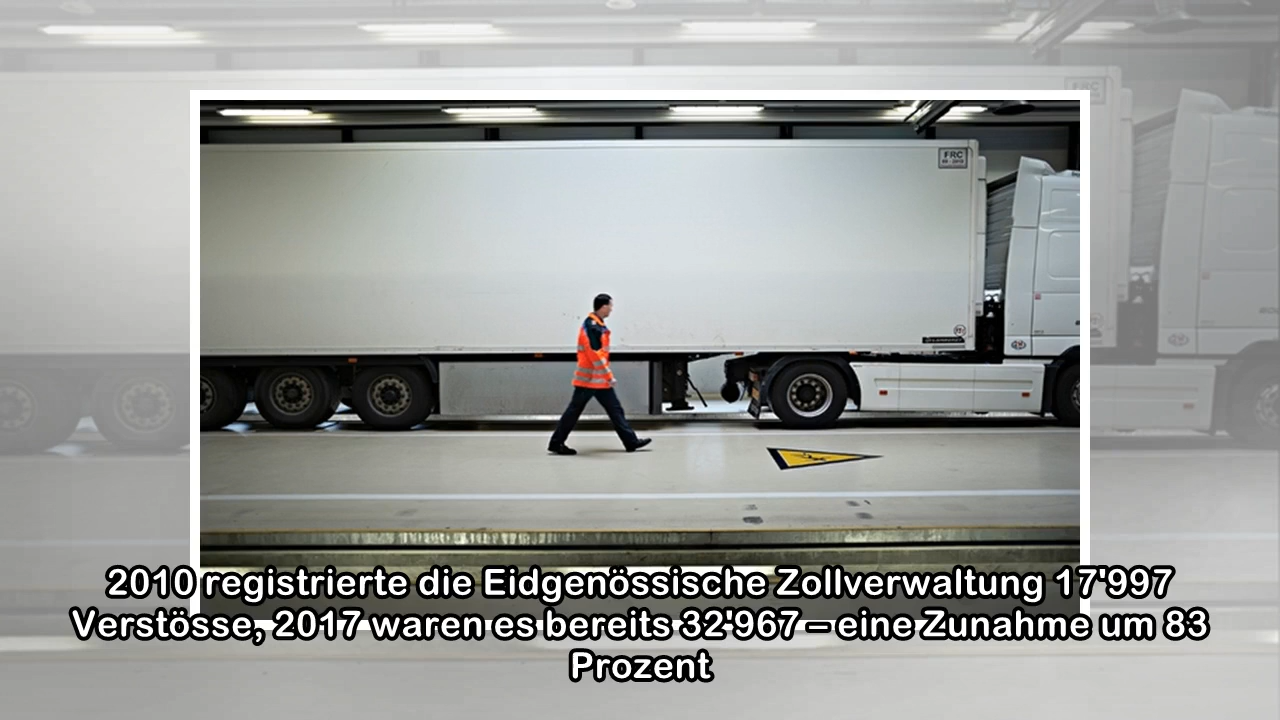 FRC
2010 registrierte die Eidgenössische Zollverwaltung 17'997
Verstösse, 2017 waren es bereits 32'967 – eine Zunahme um 83
Prozent